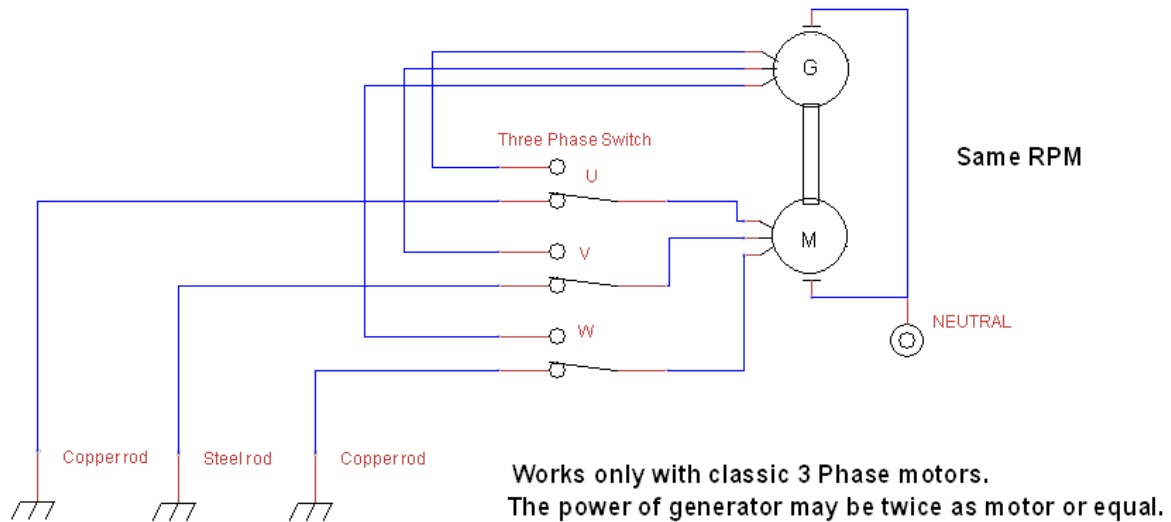 G
Three Phase Switch
U
Same RPM
M
V
NEUTRAL
W
Copper rod
Steel rod
Copper rod
Works only with classic 3 Phase motors.
The power of generator may be twice as motor or equal.